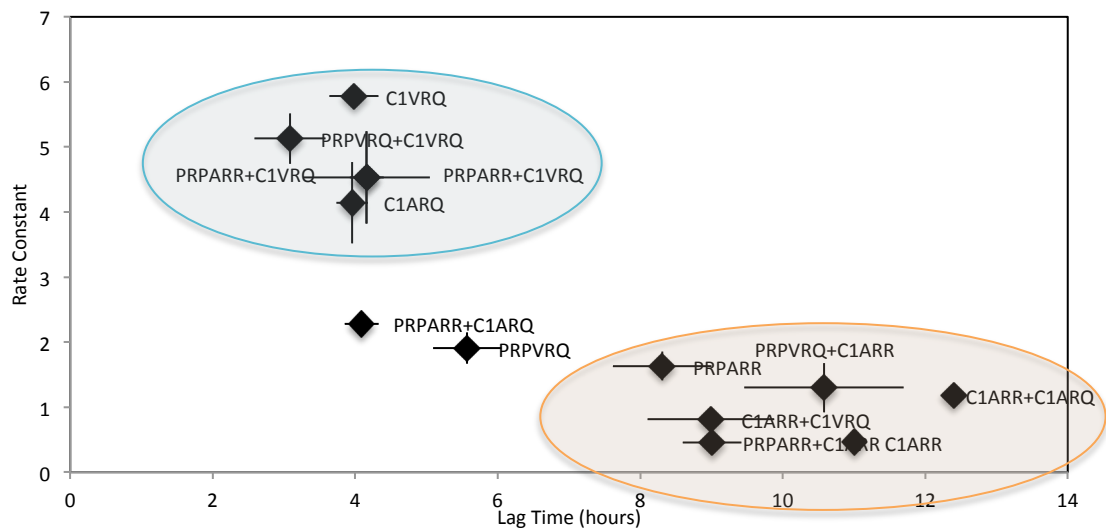 7
6
C1VRQ
5
PRPVRQ+C1VRQ
PRPARR+C1VRQ
PRPARR+C1VRQ
4
C1ARQ
Rate Constant
3
PRPARR+C1ARQ
2
PRPVRQ
PRPVRQ+C1ARR
PRPARR
C1ARR+C1ARQ
1
C1ARR+C1VRQ
PRPARR+C1ARR
C1ARR
0
0 2 4 6 8 10 12 14
Lag Time (hours)